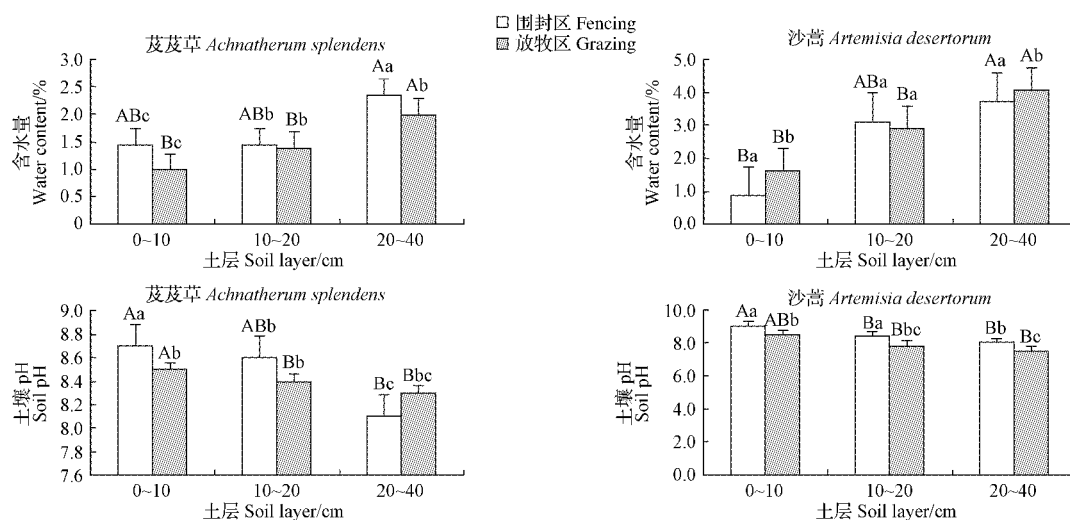 围封区 Fencing
放牧区 Grazing
芨芨草 Achnatherum splendens
3.0
2.5
2.0
1.5
1.0
0.5
0
含水量
Water content/%
ABc
Bc
ABb
Bb
Aa
Ab
0~10
10~20
20~40
土层 Soil layer/cm
沙蒿 Artemisia desertorum
5.0
4.0
3.0
2.0
1.0
0.0
含水量
Water content/%
Ba
Bb
ABa
Ba
Aa
Ab
0~10
10~20
20~40
土层 Soil layer/cm
芨芨草 Achnatherum splendens
9.0
8.8
8.6
8.4
8.2
8.0
7.8
7.6
土壤 pH
Soil pH
Aa
Ab
ABb
Bb
Bc
Bbc
0~10
10~20
20~40
土层 Soil layer/cm
沙蒿 Artemisia desertorum
10.0
8.0
6.0
4.0
2.0
0.0
土壤 pH
Soil pH
Aa
ABb
Ba
Bbc
Bb
Bc
0~10
10~20
20~40
土层 Soil layer/cm